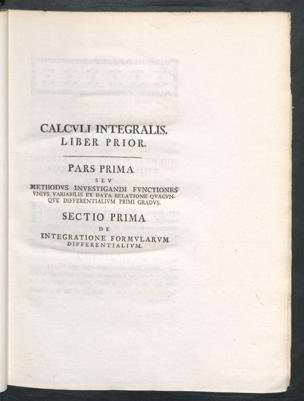 CALCVLI INTEGRALIS.
LIBER PRIOR.
PARS PRIMA
SEV
METHODVS INVESTIGANDI FVNCTIONES
VNIVS VARIABILIS EX DATA RELATIONE QVACVN-
QVE DIFFERENTIALIVM PRIMI GRADVS.
SECTIO PRIMA
DE
INTEGRATIONE FORMVLARVM
DIFFERENTIALIVM.